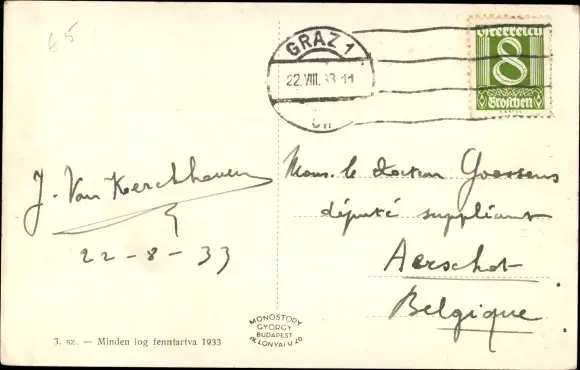 65
GRAZ 1
22.VIII.33 11
Österreich
8
Groschen
J. Van Kerckhoven
22-8-33
Mons. le docteur Goossens
député suppléant
Aerschot
Belgique
MONOSTORY
GYÖRGY
BUDAPEST
3. sz. — Minden jog fenntartva 1933